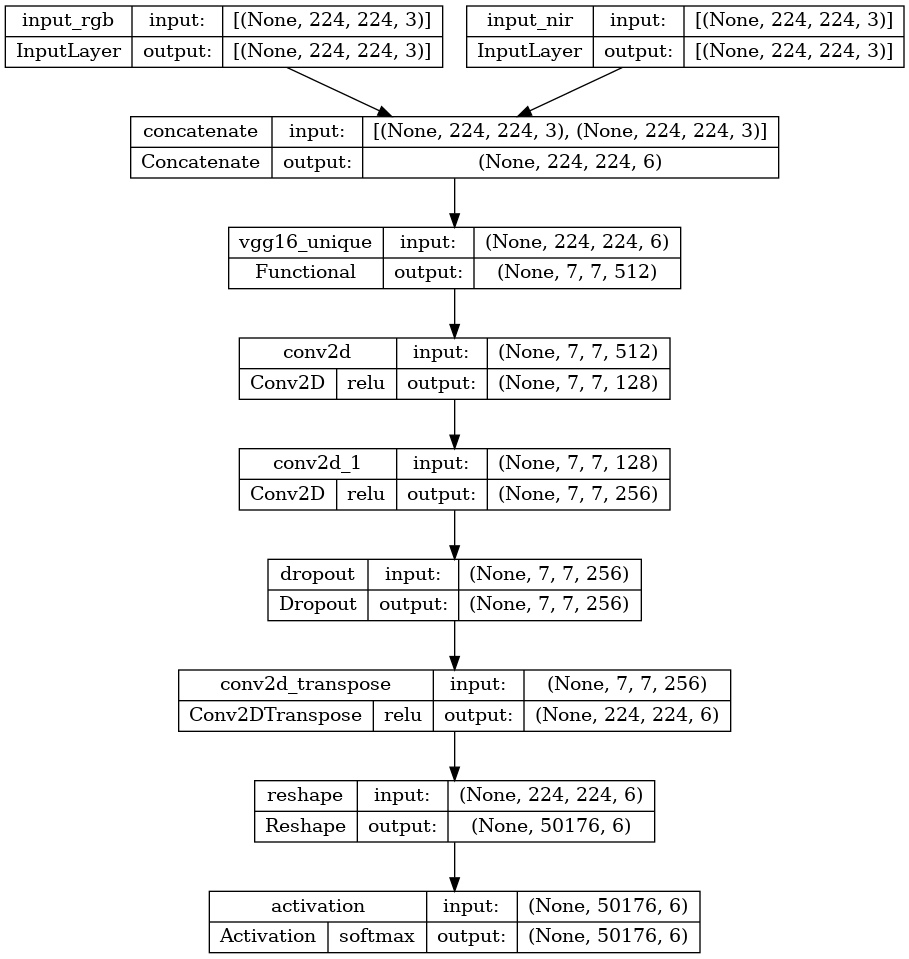 input_rgb input: [(None, 224, 224, 3)]
InputLayer output: [(None, 224, 224, 3)]
input_nir input: [(None, 224, 224, 3)]
InputLayer output: [(None, 224, 224, 3)]
concatenate input: [(None, 224, 224, 3), (None, 224, 224, 3)]
Concatenate output: (None, 224, 224, 6)
vgg16_unique input: (None, 224, 224, 6)
Functional output: (None, 7, 7, 512)
conv2d input: (None, 7, 7, 512)
Conv2D relu output: (None, 7, 7, 128)
conv2d_1 input: (None, 7, 7, 128)
Conv2D relu output: (None, 7, 7, 256)
dropout input: (None, 7, 7, 256)
Dropout output: (None, 7, 7, 256)
conv2d_transpose input: (None, 7, 7, 256)
Conv2DTranspose relu output: (None, 224, 224, 6)
reshape input: (None, 224, 224, 6)
Reshape output: (None, 50176, 6)
activation input: (None, 50176, 6)
Activation softmax output: (None, 50176, 6)